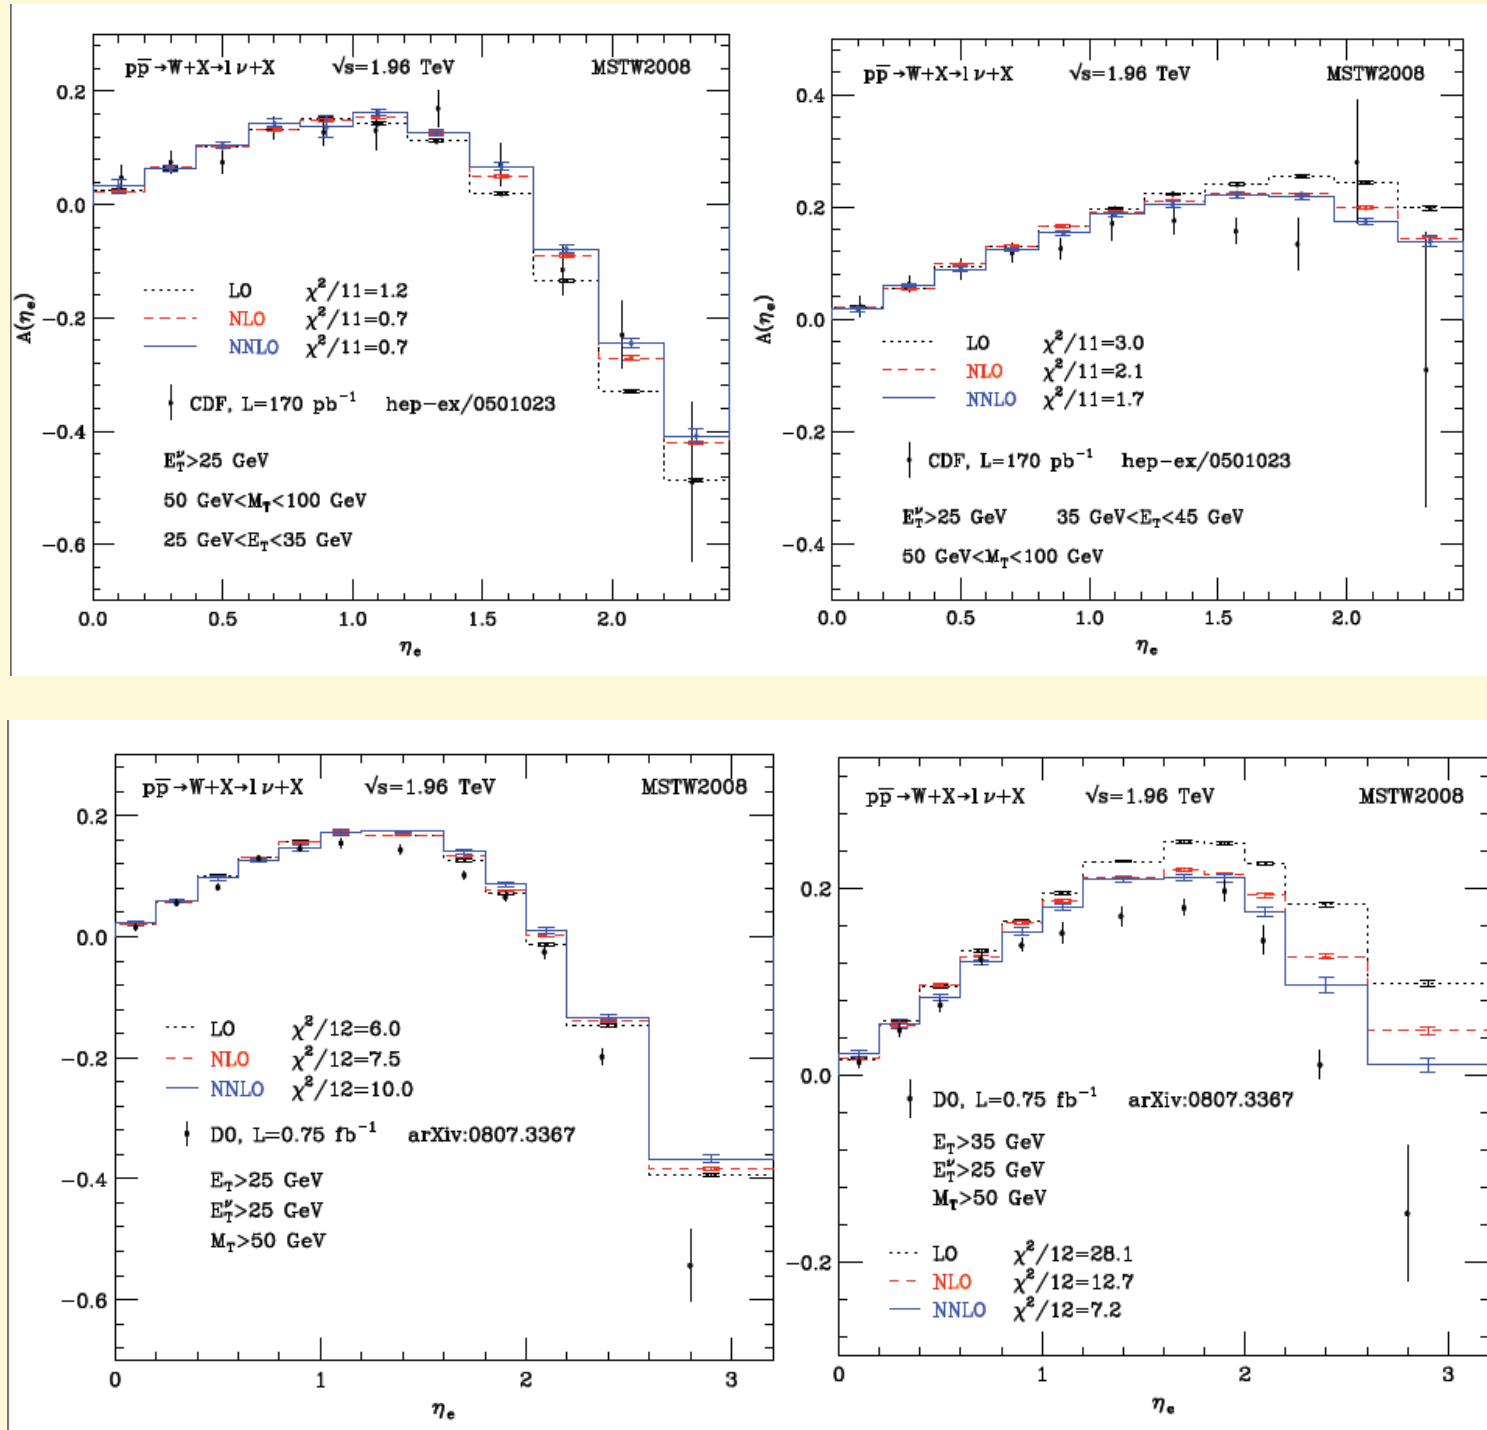 pp̅→W+X→lν+X √s=1.96 TeV MSTW2008
0.2
0.0
−0.2
−0.4
−0.6
A(ηe)
LO χ²/11=1.2
NLO χ²/11=0.7
NNLO χ²/11=0.7
CDF, L=170 pb⁻¹ hep-ex/0501023
E_T^ν>25 GeV
50 GeV<M_T<100 GeV
25 GeV<E_T<35 GeV
0.0 0.5 1.0 1.5 2.0
ηe
pp̅→W+X→lν+X √s=1.96 TeV MSTW2008
0.4
0.2
0.0
−0.2
−0.4
A(ηe)
LO χ²/11=3.0
NLO χ²/11=2.1
NNLO χ²/11=1.7
CDF, L=170 pb⁻¹ hep-ex/0501023
E_T^ν>25 GeV 35 GeV<E_T<45 GeV
50 GeV<M_T<100 GeV
0.0 0.5 1.0 1.5 2.0
ηe
pp̅→W+X→lν+X √s=1.96 TeV MSTW2008
0.2
0.0
−0.2
−0.4
−0.6
LO χ²/12=6.0
NLO χ²/12=7.5
NNLO χ²/12=10.0
D0, L=0.75 fb⁻¹ arXiv:0807.3367
E_T>25 GeV
E_T^ν>25 GeV
M_T>50 GeV
0 1 2 3
ηe
pp̅→W+X→lν+X √s=1.96 TeV MSTW2008
0.2
0.0
−0.2
D0, L=0.75 fb⁻¹ arXiv:0807.3367
E_T>35 GeV
E_T^ν>25 GeV
M_T>50 GeV
LO χ²/12=28.1
NLO χ²/12=12.7
NNLO χ²/12=7.2
0 1 2 3
ηe